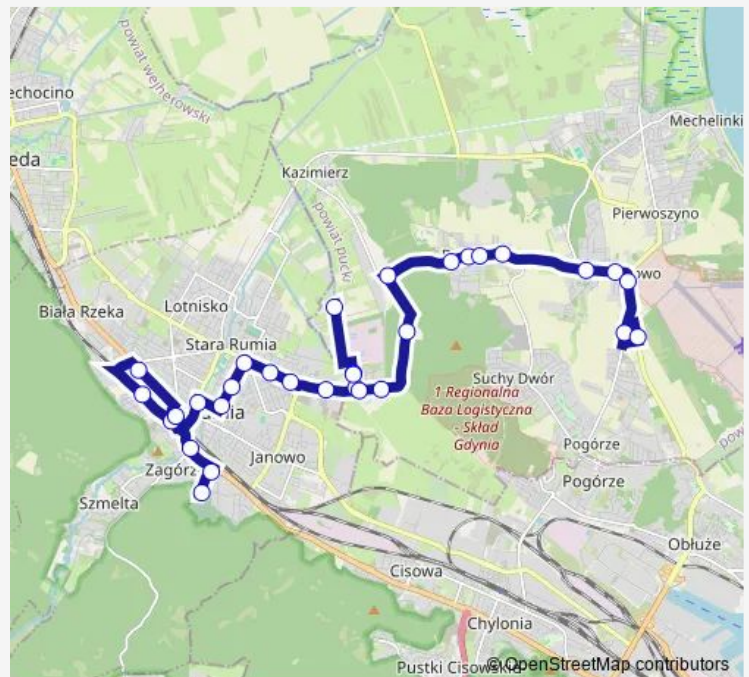 echocino
powiat wejherowski
Mechelinki
eda
Kazimierz
powiat pucki
Pierwoszyno
owo
Biała Rzeka
Lotnisko
Stara Rumia
Suchy Dwór
1 Regionalna
Baza Logistyczna
- Skład
Gdynia
Janowo
Zagórz
Pogórze
Pogórze
Szmelta
Obłuże
Cisowa
Chylonia
Pustki Cisowskie
© OpenStreetMap contributors